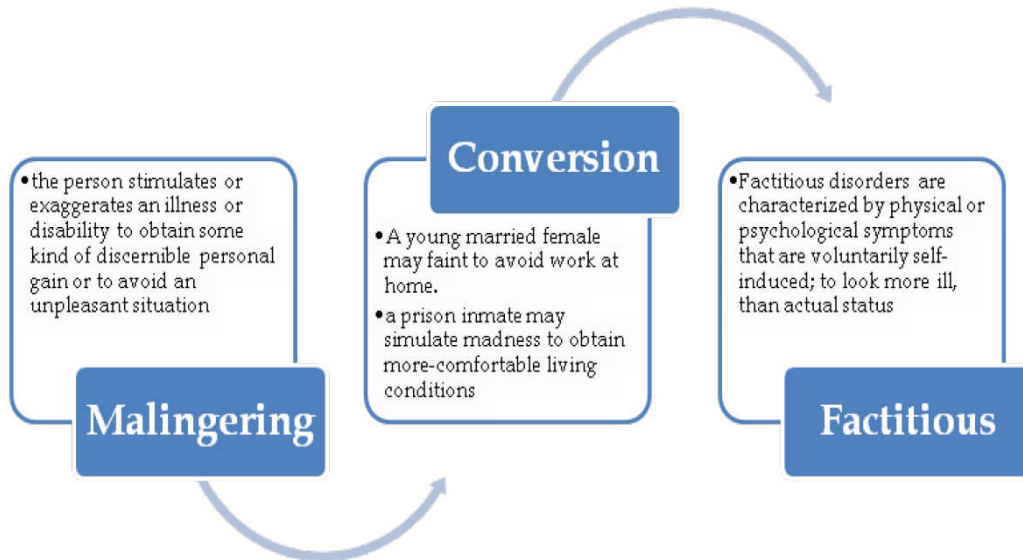 •the person stimulates or
exaggerates an illness or
disability to obtain some
kind of discernible personal
gain or to avoid an
unpleasant situation
Malingering
Conversion
•A young married female
may faint to avoid work at
home.
•a prison inmate may
simulate madness to obtain
more-comfortable living
conditions
•Factitious disorders are
characterized by physical or
psychological symptoms
that are voluntarily self-
induced; to look more ill,
than actual status
Factitious